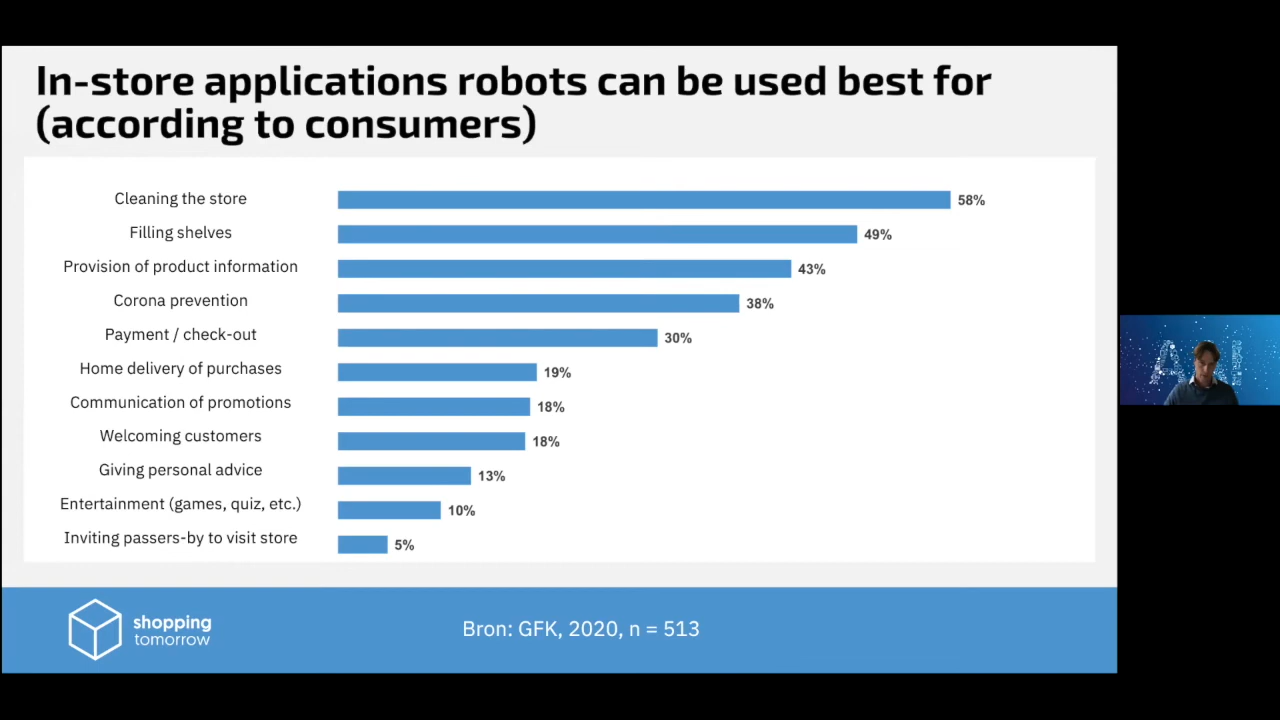 In-store applications robots can be used best for
(according to consumers)
Cleaning the store
58%
Filling shelves
49%
Provision of product information
43%
Corona prevention
38%
Payment / check-out
30%
Home delivery of purchases
19%
Communication of promotions
18%
Welcoming customers
18%
Giving personal advice
13%
Entertainment (games, quiz, etc.)
10%
Inviting passers-by to visit store
5%
shopping
tomorrow
Bron: GFK, 2020, n = 513
AI